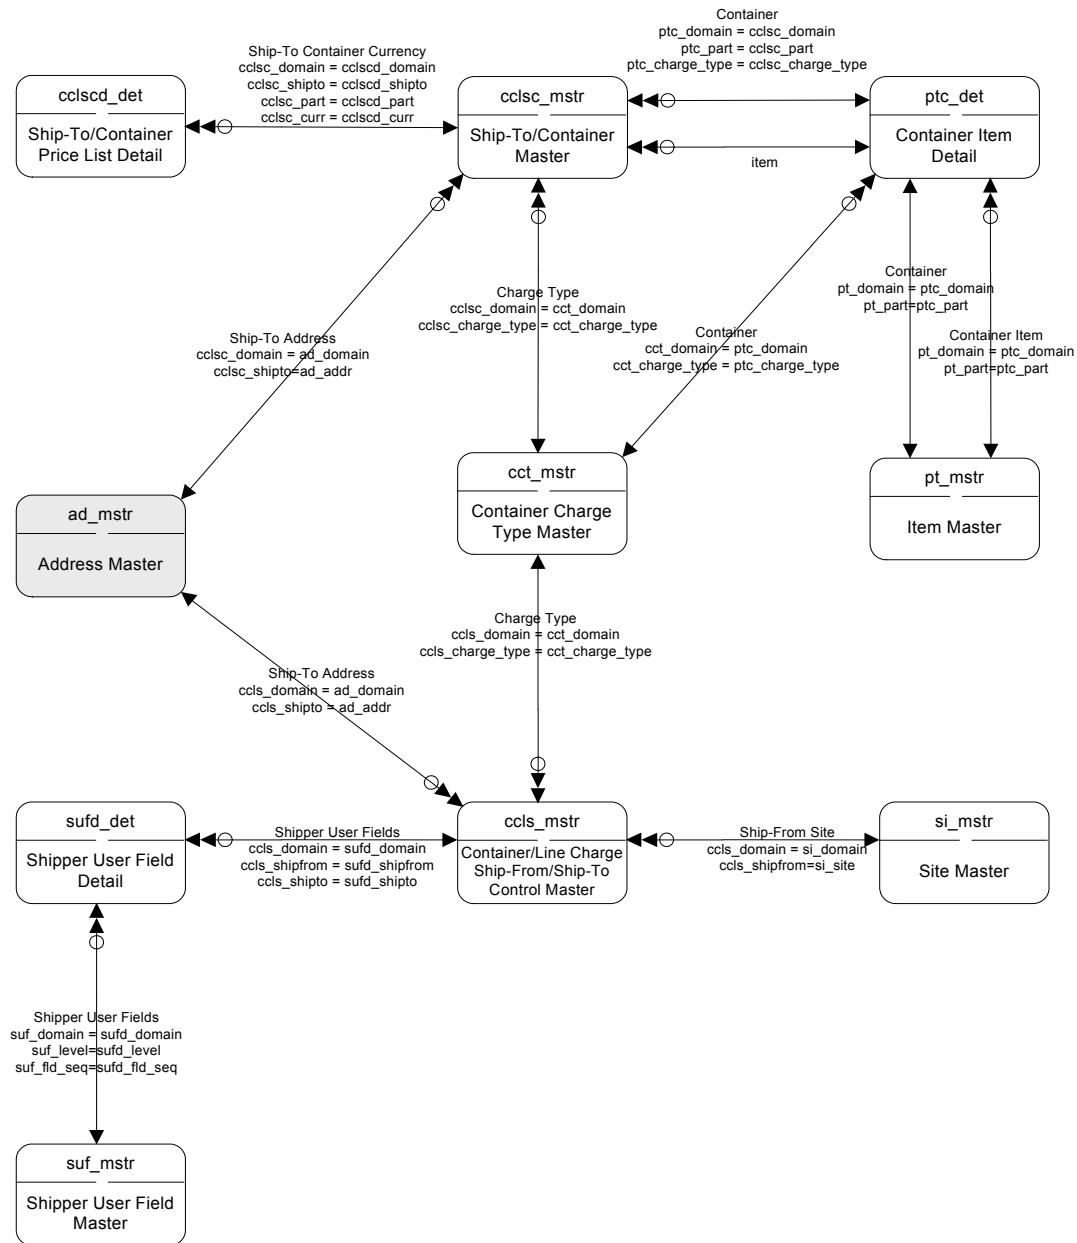 Container
ptc_domain = cclsc_domain
ptc_part = cclsc_part
ptc_charge_type = cclsc_charge_type
Ship-To Container Currency
cclsc_domain = cclscd_domain
cclsc_shipto = cclscd_shipto
cclsc_part = cclscd_part
cclsc_curr = cclscd_curr
cclscd_det
Ship-To/Container
Price List Detail
cclsc_mstr
Ship-To/Container
Master
item
ptc_det
Container Item
Detail
Container
pt_domain = ptc_domain
pt_part=ptc_part
Charge Type
cclsc_domain = cct_domain
cclsc_charge_type = cct_charge_type
Ship-To Address
cclsc_domain = ad_domain
cclsc_shipto=ad_addr
Container
cct_domain = ptc_domain
cct_charge_type = ptc_charge_type
Container Item
pt_domain = ptc_domain
pt_part=ptc_part
cct_mstr
Container Charge
Type Master
pt_mstr
Item Master
ad_mstr
Address Master
Charge Type
ccls_domain = cct_domain
ccls_charge_type = cct_charge_type
Ship-To Address
ccls_domain = ad_domain
ccls_shipto = ad_addr
sufd_det
Shipper User Field
Detail
Shipper User Fields
ccls_domain = sufd_domain
ccls_shipfrom = sufd_shipfrom
ccls_shipto = sufd_shipto
ccls_mstr
Container/Line Charge
Ship-From/Ship-To
Control Master
Ship-From Site
ccls_domain = si_domain
ccls_shipfrom=si_site
si_mstr
Site Master
Shipper User Fields
suf_domain = sufd_domain
suf_level=sufd_level
suf_fld_seq=sufd_fld_seq
suf_mstr
Shipper User Field
Master